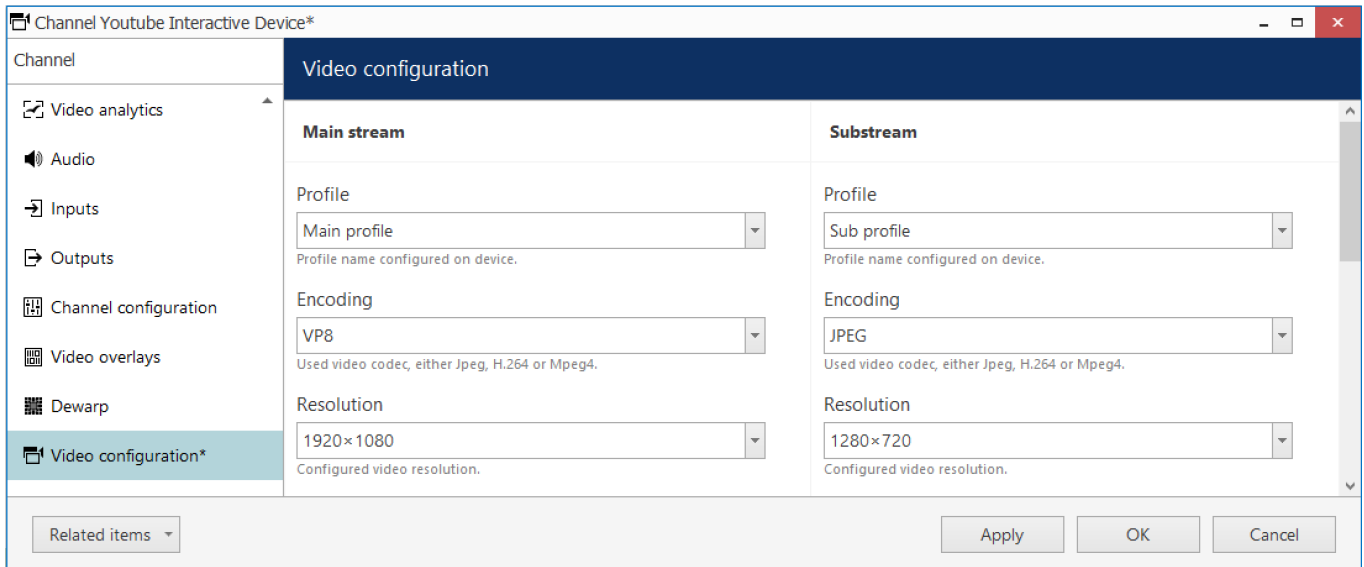 Channel Youtube Interactive Device*
Channel
Video analytics
Audio
Inputs
Outputs
Channel configuration
Video overlays
Dewarp
Video configuration*
Video configuration
Main stream
Profile
Main profile
Profile name configured on device.
Encoding
VP8
Used video codec, either Jpeg, H.264 or Mpeg4.
Resolution
1920×1080
Configured video resolution.
Substream
Profile
Sub profile
Profile name configured on device.
Encoding
JPEG
Used video codec, either Jpeg, H.264 or Mpeg4.
Resolution
1280×720
Configured video resolution.
Related items
Apply
OK
Cancel